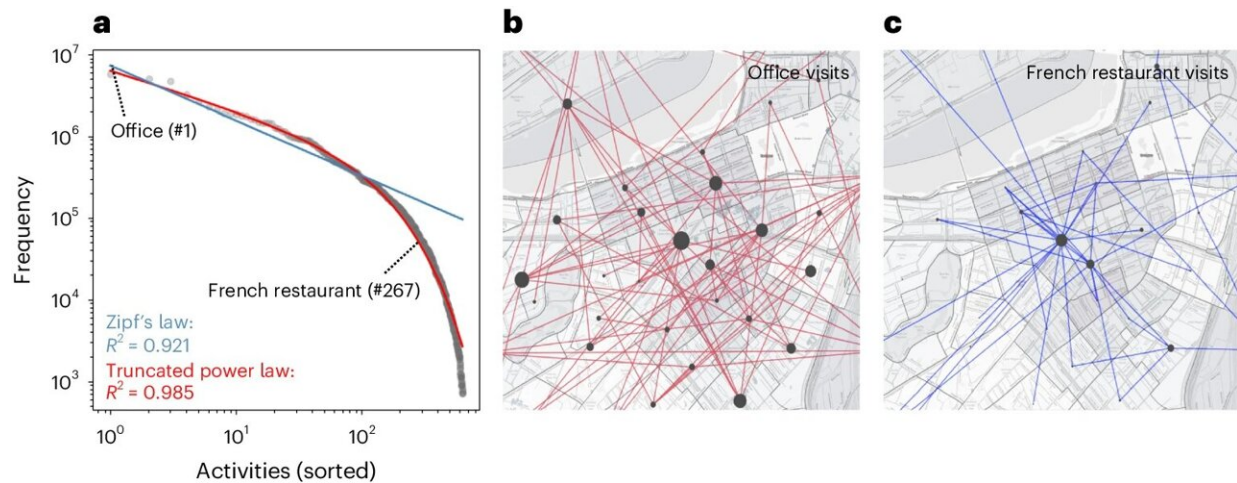 a
10^7
10^6
10^5
10^4
10^3
Frequency
Office (#1)
French restaurant (#267)
Zipf's law:
R^2 = 0.921
Truncated power law:
R^2 = 0.985
10^0
10^1
10^2
Activities (sorted)
b
Office visits
c
French restaurant visits